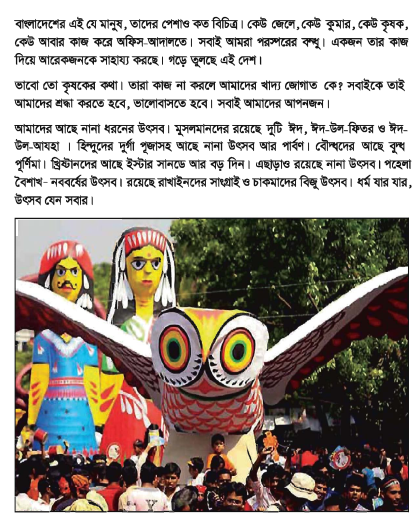 বাংলাদেশের এই যে মানুষ, তাদের পেশাও কত বিচিত্র। কেউ জেলে, কেউ কুমার, কেউ কৃষক,
কেউ আবার কাজ করে অফিস-আদালতে। সবাই আমরা পরস্পরের বন্ধু। একজন তার কাজ
দিয়ে আরেকজনকে সাহায্য করছে। গড়ে তুলছে এই দেশ।
ভাবো তো কৃষকের কথা। তারা কাজ না করলে আমাদের খাদ্য জোগাত কে? সবাইকে তাই
আমাদের শ্রদ্ধা করতে হবে, ভালোবাসতে হবে। সবাই আমাদের আপনজন।
আমাদের আছে নানা ধরনের উৎসব। মুসলমানদের রয়েছে দুটি ঈদ, ঈদ-উল-ফিতর ও ঈদ-
উল-আযহা । হিন্দুদের দুর্গা পূজাসহ আছে নানা উৎসব আর পার্বণ। বৌদ্ধদের আছে বুদ্ধ
পূর্ণিমা। খ্রিস্টানদের আছে ইস্টার সানডে আর বড় দিন। এছাড়াও রয়েছে নানা উৎসব। পহেলা
বৈশাখ- নববর্ষের উৎসব। রয়েছে রাখাইনদের সাংগ্রাই ও চাকমাদের বিজু উৎসব। ধর্ম যার যার,
উৎসব যেন সবার।